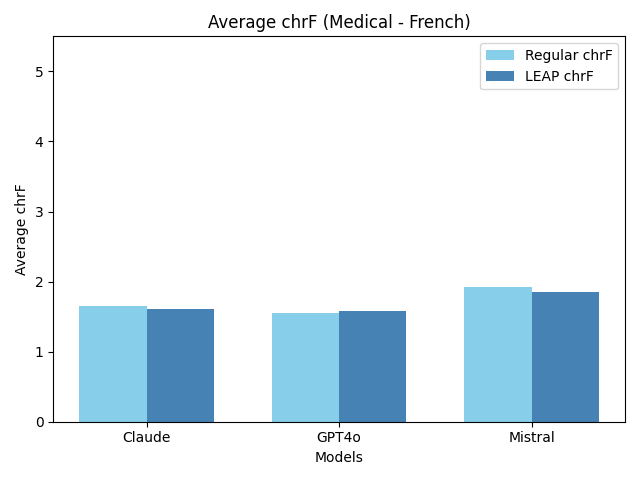 Average chrF (Medical - French)
Regular chrF
LEAP chrF
5
4
3
2
1
0
Average chrF
Claude
GPT4o
Mistral
Models